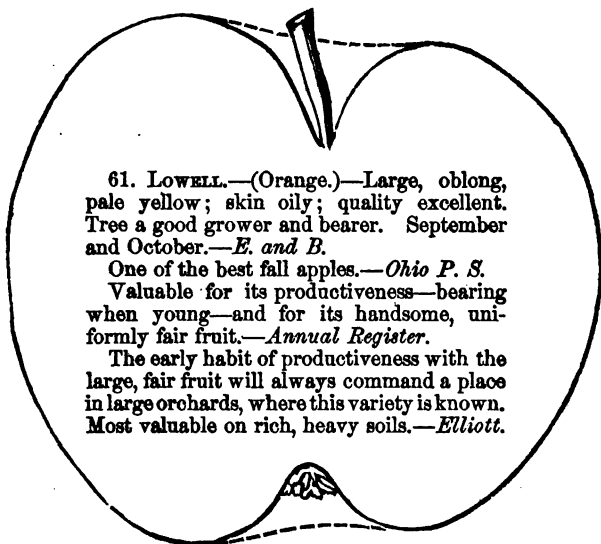 61. LOWELL.—(Orange.)—Large, oblong,
pale yellow; skin oily; quality excellent.
Tree a good grower and bearer. September
and October.—E. and B.
One of the best fall apples.—Ohio P. S.
Valuable for its productiveness—bearing
when young—and for its handsome, uni-
formly fair fruit.—Annual Register.
The early habit of productiveness with the
large, fair fruit will always command a place
in large orchards, where this variety is known.
Most valuable on rich, heavy soils.—Elliott.